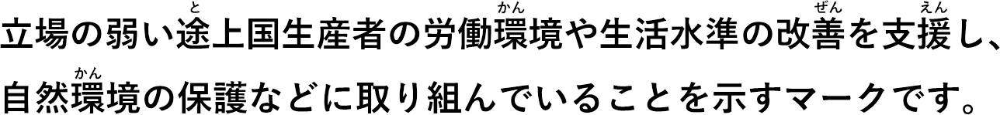 立場の弱い途上国生産者の労働環境や生活水準の改善を支援し、
自然環境の保護などに取り組んでいることを示すマークです。